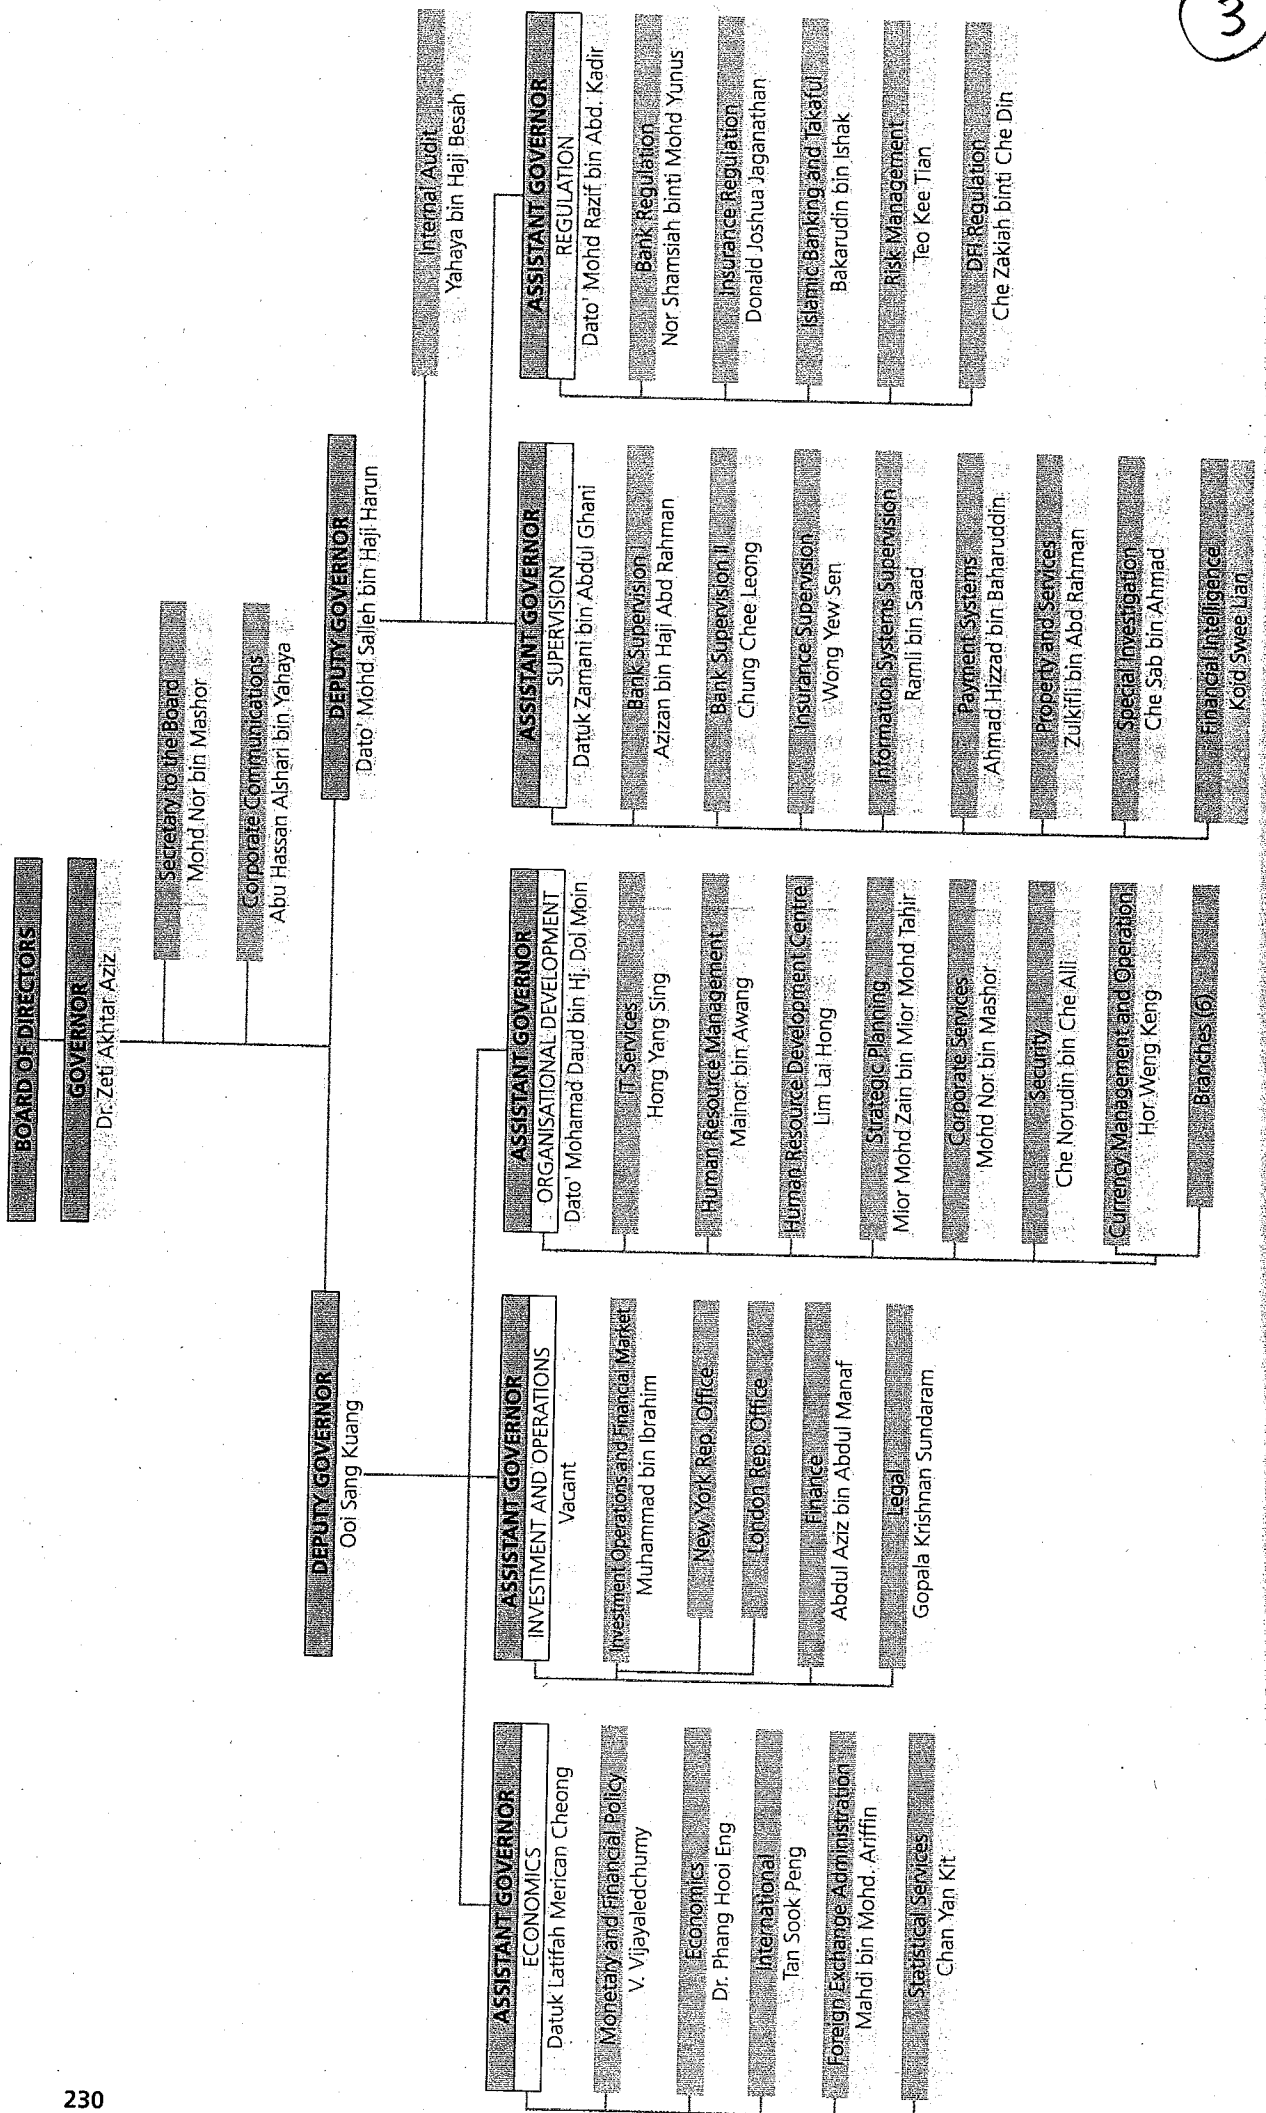 BOARD OF DIRECTORS
GOVERNOR
Dr. Zeti Akhtar Aziz
Secretary to the Board
Mohd Nor bin Mashor
Corporate Communications
Abu Hassan Alshari bin Yahaya
DEPUTY GOVERNOR
Ooi Sang Kuang
DEPUTY GOVERNOR
Dato' Mohd Salleh bin Haji Harun
Internal Audit
Yahaya bin Haji Besah
ASSISTANT GOVERNOR
ECONOMICS
Datuk Latifah Merican Cheong
Monetary and Financial Policy
V. Vijayaledchumy
Economics
Dr. Phang Hooi Eng
International
Tan Sook Peng
Foreign Exchange Administration
Mahdi bin Mohd. Ariffin
Statistical Services
Chan Yan Kit
ASSISTANT GOVERNOR
INVESTMENT AND OPERATIONS
Vacant
Investment Operations and Financial Market
Muhammad bin Ibrahim
New York Rep. Office
London Rep. Office
Finance
Abdul Aziz bin Abdul Manaf
Legal
Gopala Krishnan Sundaram
ASSISTANT GOVERNOR
ORGANISATIONAL DEVELOPMENT
Dato' Mohamad Daud bin Hj. Dol Moin
IT Services
Hong Yang Sing
Human Resource Management
Mainor bin Awang
Human Resource Development Centre
Lim Lai Hong
Strategic Planning
Mior Mohd Zain bin Mior Mohd Tahir
Corporate Services
Mohd Nor bin Mashor
Security
Che Norudin bin Che Alli
Currency Management and Operation
Hor Weng Keng
Branches (6)
ASSISTANT GOVERNOR
SUPERVISION
Datuk Zamani bin Abdul Ghani
Bank Supervision I
Azizan bin Haji Abd Rahman
Bank Supervision II
Chung Chee Leong
Insurance Supervision
Wong Yew Sen
Information Systems Supervision
Ramli bin Saad
Payment Systems
Ahmad Hizzad bin Baharuddin
Property and Services
Zulkifli bin Abd Rahman
Special Investigation
Che Sab bin Ahmad
Financial Intelligence
Koid Swee Lian
ASSISTANT GOVERNOR
REGULATION
Dato' Mohd Razif bin Abd. Kadir
Bank Regulation
Nor Shamsiah binti Mohd Yunus
Insurance Regulation
Donald Joshua Jaganathan
Islamic Banking and Takaful
Bakarudin bin Ishak
Risk Management
Teo Kee Tian
DFI Regulation
Che Zakiah binti Che Din
230
3